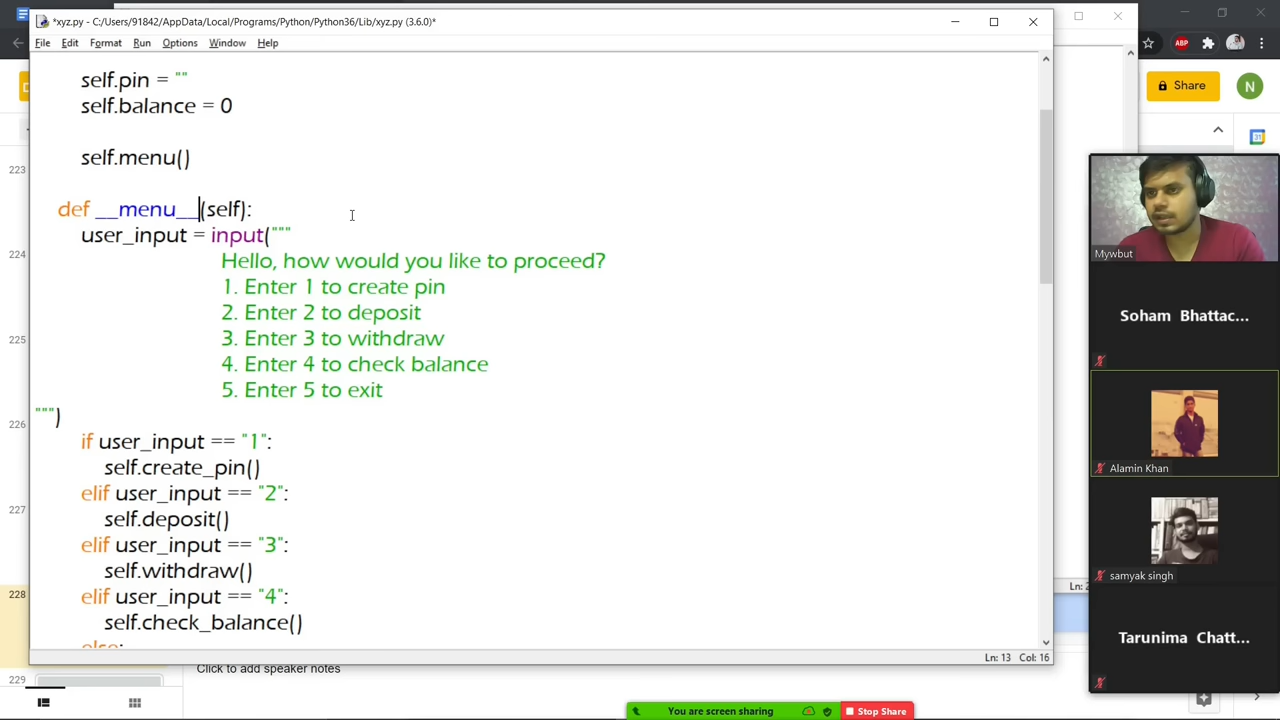 *xyz.py - C:/Users/91842/AppData/Local/Programs/Python/Python36/Lib/xyz.py (3.6.0)*
File Edit Format Run Options Window Help
ABP
self.pin = ""
self.balance = 0
self.menu()
def __menu__(self):
user_input = input("""
Hello, how would you like to proceed?
1. Enter 1 to create pin
2. Enter 2 to deposit
3. Enter 3 to withdraw
4. Enter 4 to check balance
5. Enter 5 to exit
""")
if user_input == "1":
self.create_pin()
elif user_input == "2":
self.deposit()
elif user_input == "3":
self.withdraw()
elif user_input == "4":
self.check_balance()
else:
Ln: 13 Col: 16
223
224
225
226
227
228
229
Click to add speaker notes
Share
N
Mywbut
Soham Bhattac...
Alamin Khan
samyak singh
Tarunima Chatt...
Ln: 2
You are screen sharing
Stop Share